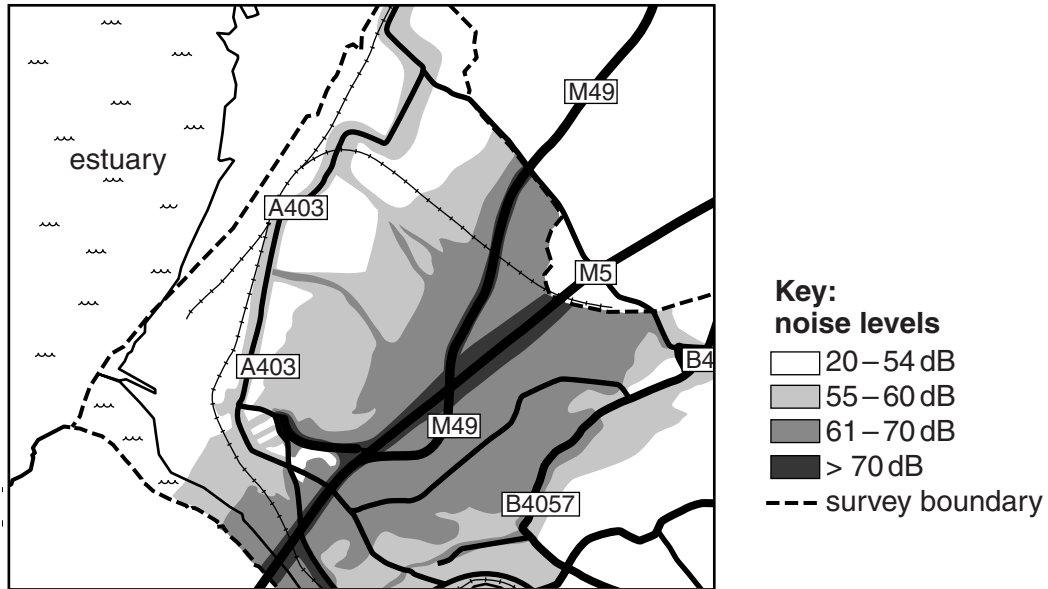 M49
estuary
A403
M5
A403
B4
M49
B4057
Key:
noise levels
20–54 dB
55–60 dB
61–70 dB
> 70 dB
survey boundary